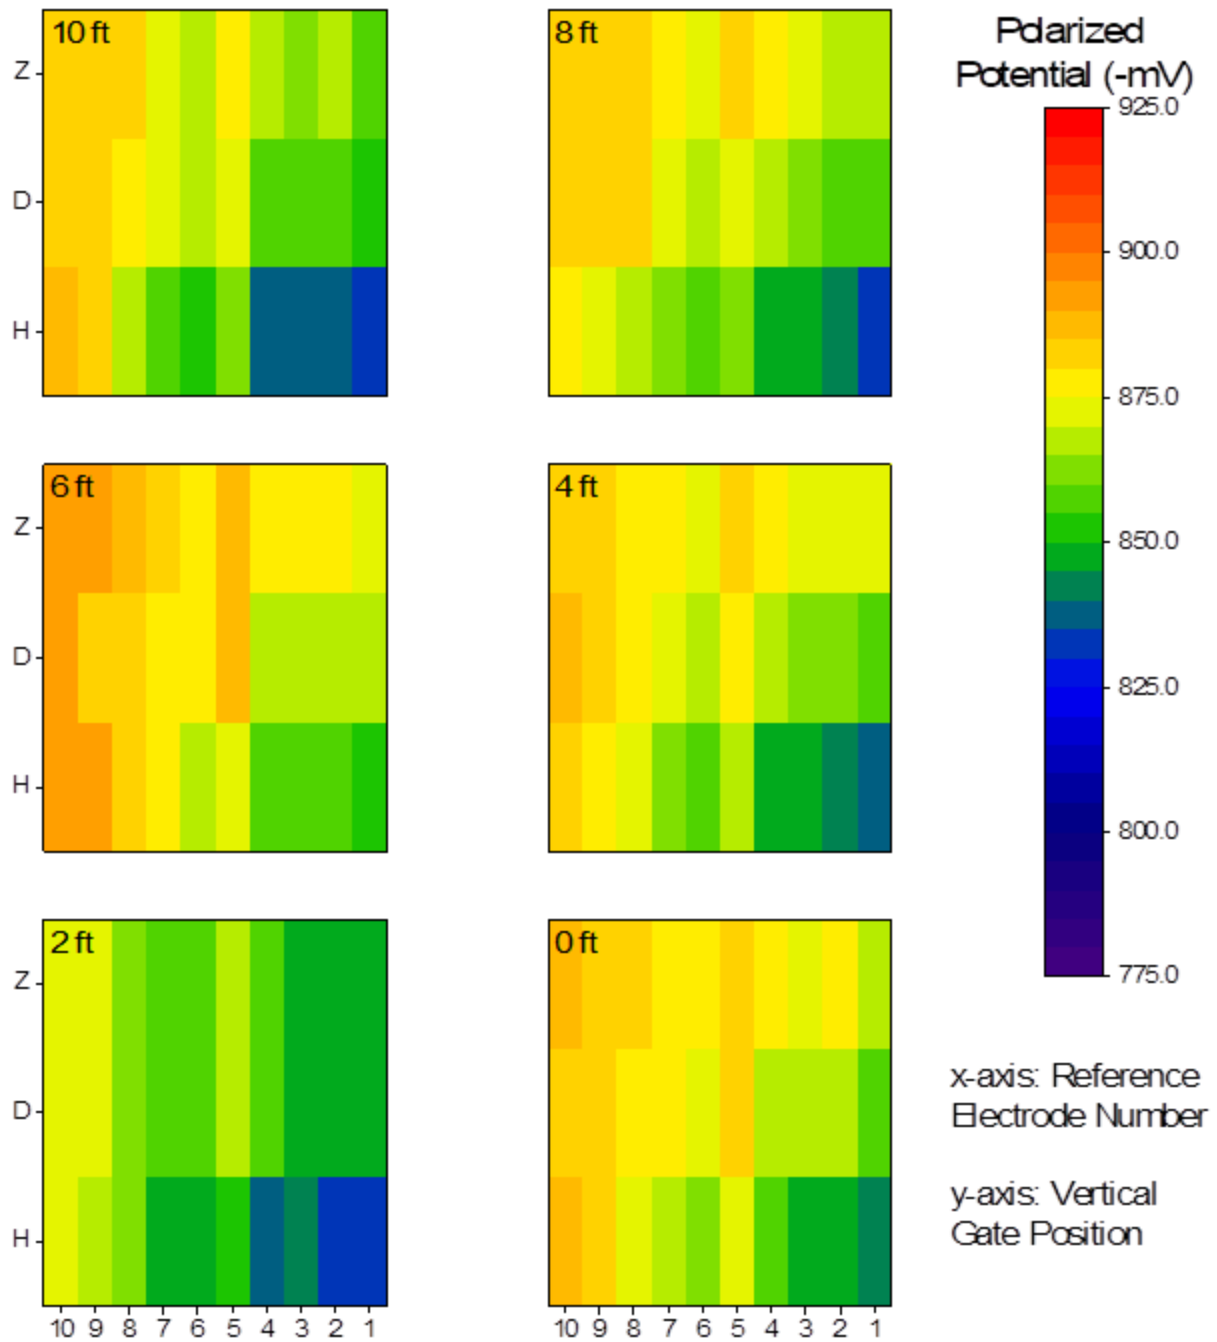 10 ft
8 ft
Polarized
Potential (-mV)
Z
D
H
925.0
900.0
875.0
850.0
825.0
800.0
775.0
6 ft
4 ft
Z
D
H
2 ft
0 ft
Z
D
H
10 9 8 7 6 5 4 3 2 1
10 9 8 7 6 5 4 3 2 1
x-axis: Reference
Electrode Number
y-axis: Vertical
Gate Position